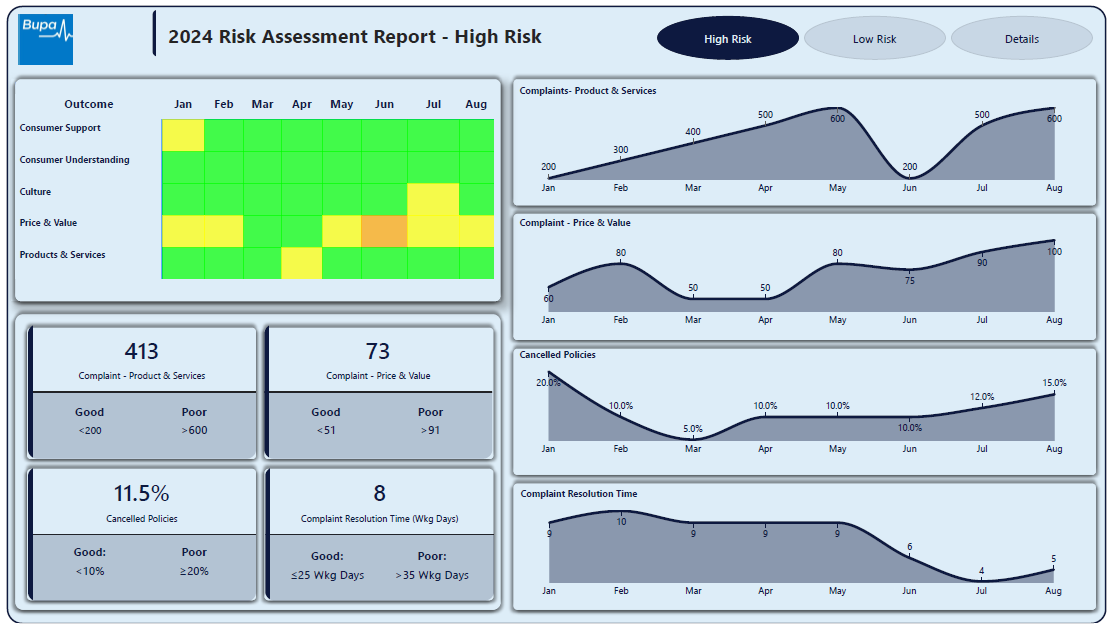 Bupa
2024 Risk Assessment Report - High Risk
High Risk
Low Risk
Details
Outcome Jan Feb Mar Apr May Jun Jul Aug
Consumer Support
Consumer Understanding
Culture
Price & Value
Products & Services
413
Complaint - Product & Services
Good Poor
<200 >600
73
Complaint - Price & Value
Good Poor
<51 >91
11.5%
Cancelled Policies
Good: Poor
<10% ≥20%
8
Complaint Resolution Time (Wkg Days)
Good: Poor:
≤25 Wkg Days >35 Wkg Days
Complaints- Product & Services
200 300 400 500 600 200 500 600
Jan Feb Mar Apr May Jun Jul Aug
Complaint - Price & Value
60 80 50 50 80 75 90 100
Jan Feb Mar Apr May Jun Jul Aug
Cancelled Policies
20.0% 10.0% 5.0% 10.0% 10.0% 10.0% 12.0% 15.0%
Jan Feb Mar Apr May Jun Jul Aug
Complaint Resolution Time
9 10 9 9 9 6 4 5
Jan Feb Mar Apr May Jun Jul Aug